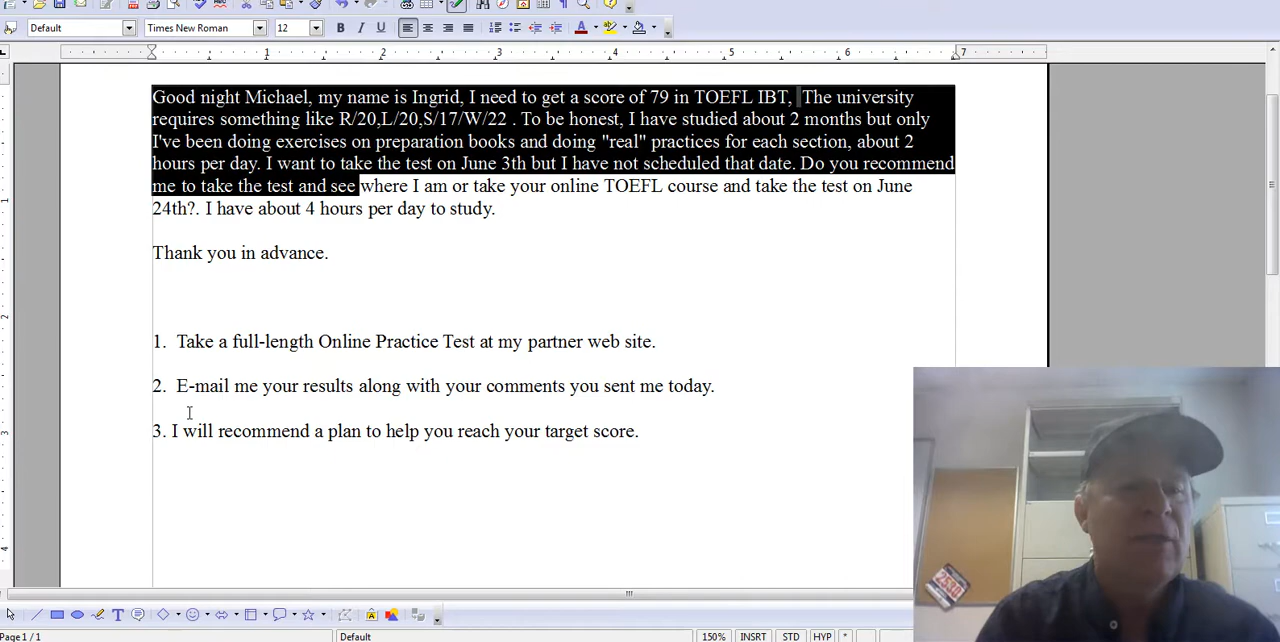 Default
Times New Roman
12
B I U
1 2 3 4 5 6 7
Good night Michael, my name is Ingrid, I need to get a score of 79 in TOEFL IBT, The university
requires something like R/20,L/20,S/17/W/22 . To be honest, I have studied about 2 months but only
I've been doing exercises on preparation books and doing "real" practices for each section, about 2
hours per day. I want to take the test on June 3th but I have not scheduled that date. Do you recommend
me to take the test and see where I am or take your online TOEFL course and take the test on June
24th?. I have about 4 hours per day to study.
Thank you in advance.
1. Take a full-length Online Practice Test at my partner web site.
2. E-mail me your results along with your comments you sent me today.
3. I will recommend a plan to help you reach your target score.
2530
Page 1 / 1
Default
150%
INSRT
STD
HYP
*